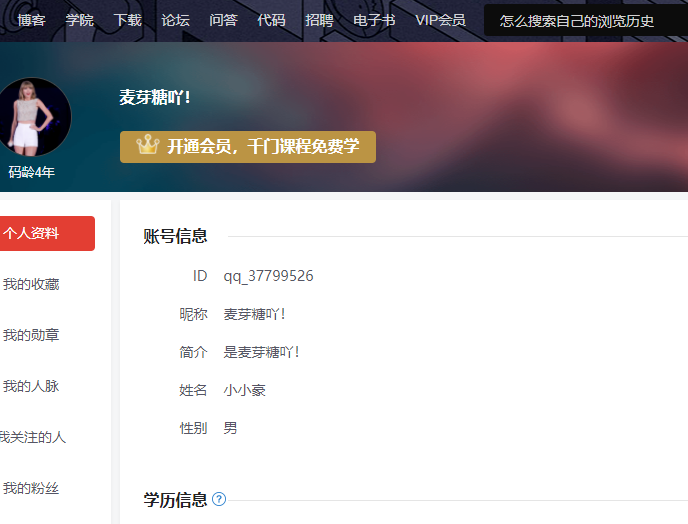 博客 学院 下载 论坛 问答 代码 招聘 电子书 VIP会员 怎么搜索自己的浏览历史
麦芽糖吖!
开通会员，千门课程免费学
码龄4年
个人资料
我的收藏
我的勋章
我的人脉
我关注的人
我的粉丝
账号信息
ID qq_37799526
昵称 麦芽糖吖!
简介 是麦芽糖吖!
姓名 小小豪
性别 男
学历信息 ?